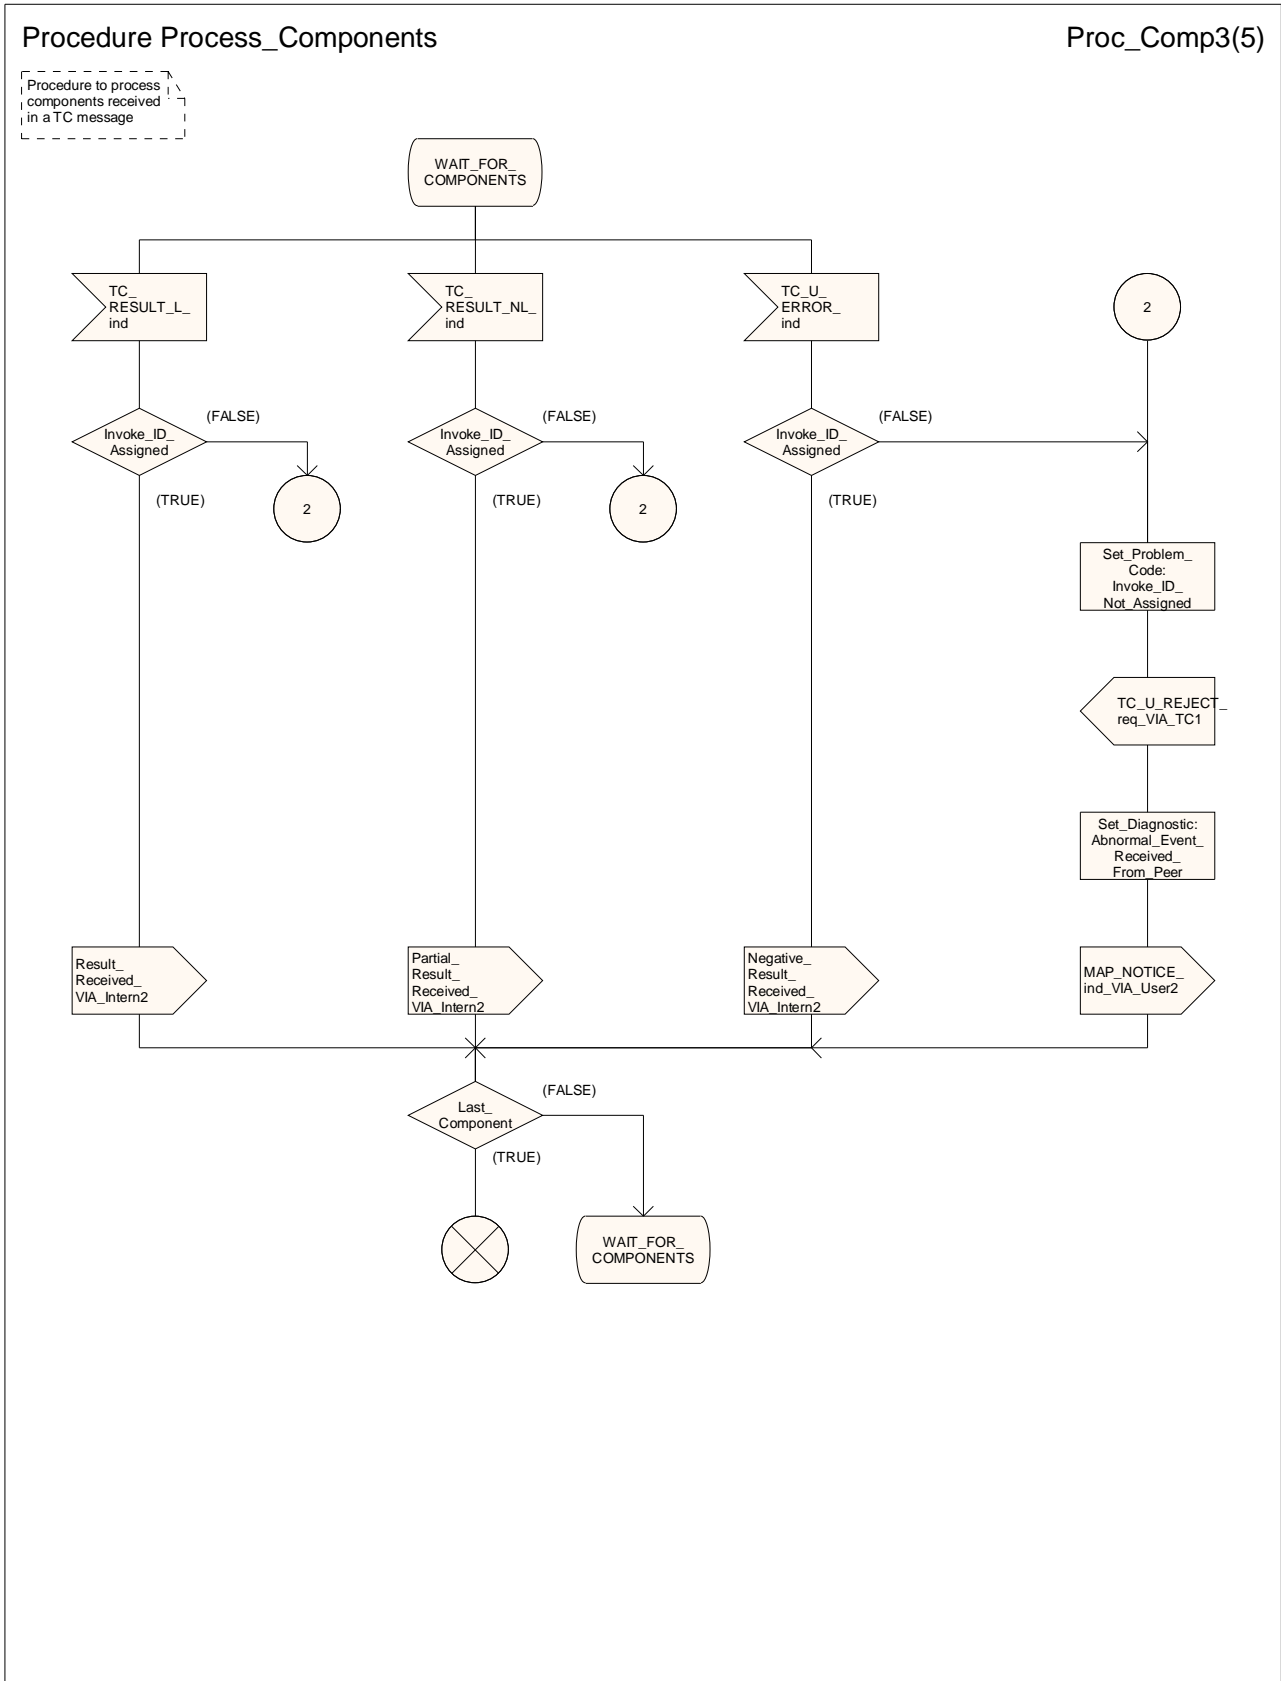 Procedure Process_Components
Proc_Comp3(5)
Procedure to process
components received
in a TC message
WAIT_FOR_
COMPONENTS
TC_
RESULT_L_
ind
TC_
RESULT_NL_
ind
TC_U_
ERROR_
ind
2
Invoke_ID_
Assigned
(FALSE)
Invoke_ID_
Assigned
(FALSE)
Invoke_ID_
Assigned
(FALSE)
(TRUE)
2
(TRUE)
2
(TRUE)
Set_Problem_
Code:
Invoke_ID_
Not_Assigned
TC_U_REJECT_
req_VIA_TC1
Set_Diagnostic:
Abnormal_Event_
Received_
From_Peer
Result_
Received_
VIA_Intern2
Partial_
Result_
Received_
VIA_Intern2
Negative_
Result_
Received_
VIA_Intern2
MAP_NOTICE_
ind_VIA_User2
Last_
Component
(FALSE)
(TRUE)
WAIT_FOR_
COMPONENTS